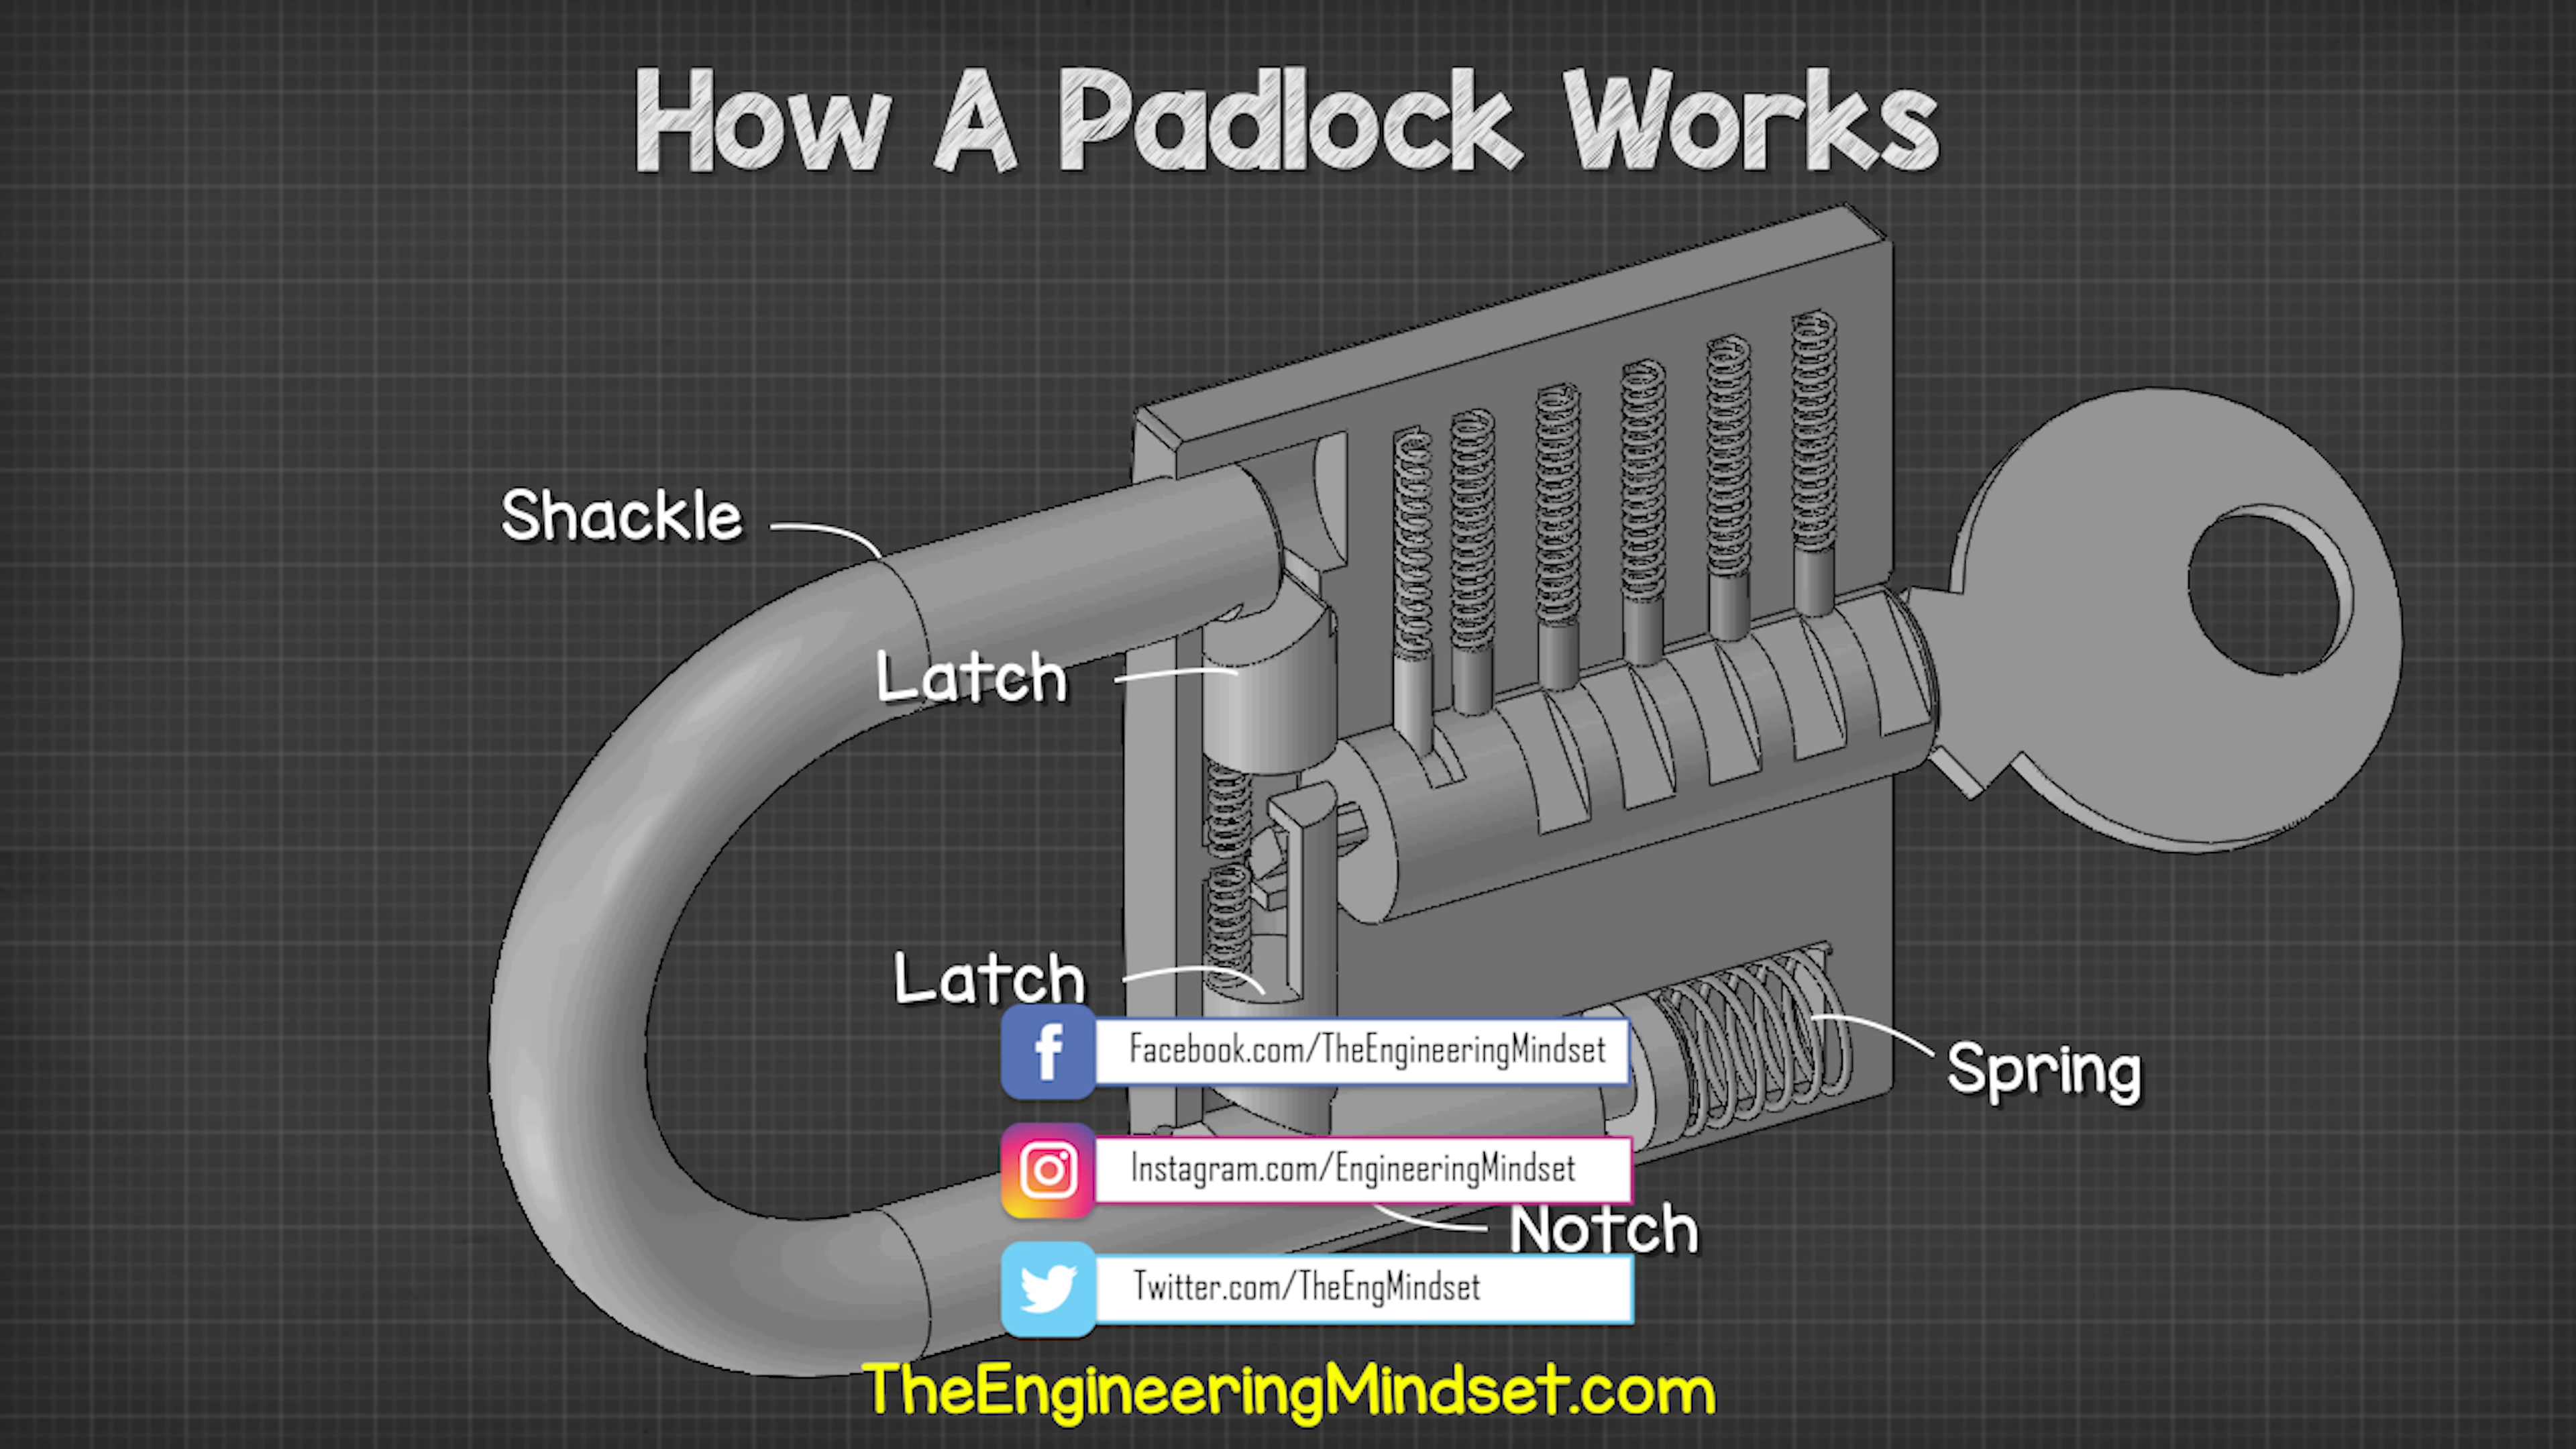 How A Padlock Works
Shackle
Latch
Latch
Facebook.com/TheEngineeringMindset
Spring
Instagram.com/EngineeringMindset
Notch
Twitter.com/TheEngMindset
TheEngineeringMindset.com